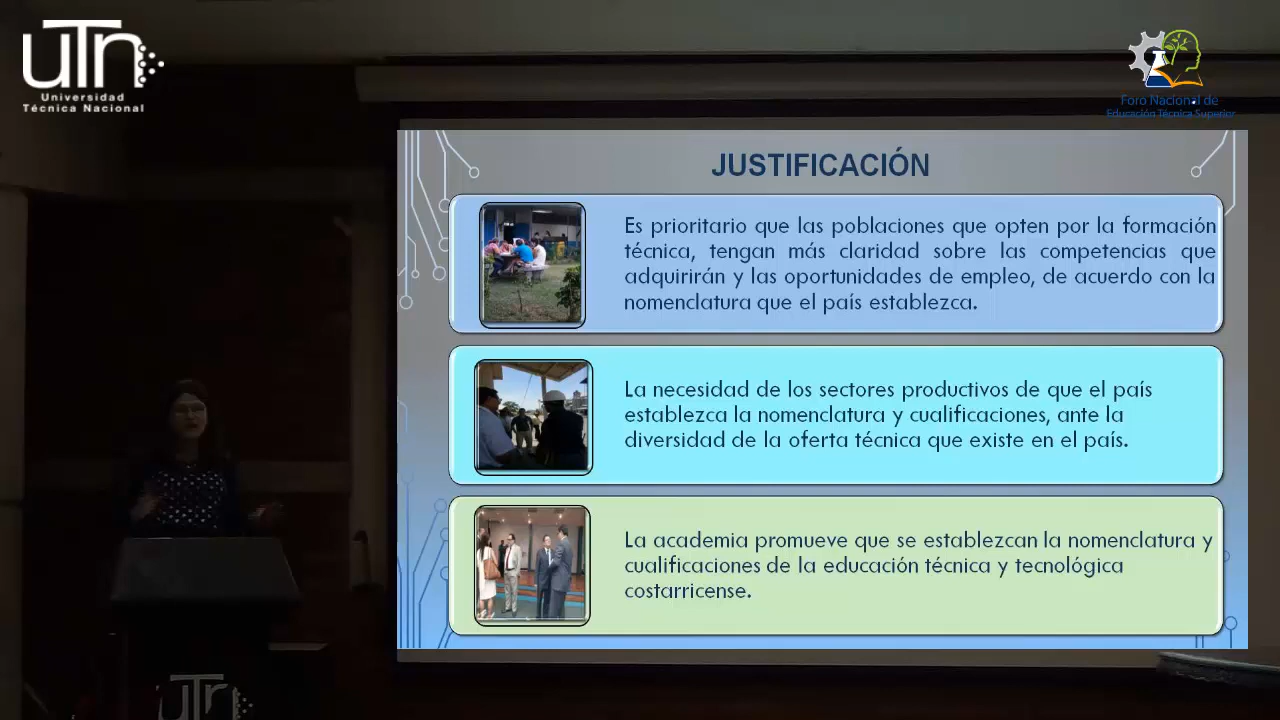 utn
Universidad
Técnica Nacional
Foro Nacional de
Educación Técnica Superior
JUSTIFICACIÓN
Es prioritario que las poblaciones que opten por la formación
técnica, tengan más claridad sobre las competencias que
adquirirán y las oportunidades de empleo, de acuerdo con la
nomenclatura que el país establezca.
La necesidad de los sectores productivos de que el país
establezca la nomenclatura y cualificaciones, ante la
diversidad de la oferta técnica que existe en el país.
La academia promueve que se establezcan la nomenclatura y
cualificaciones de la educación técnica y tecnológica
costarricense.
utn